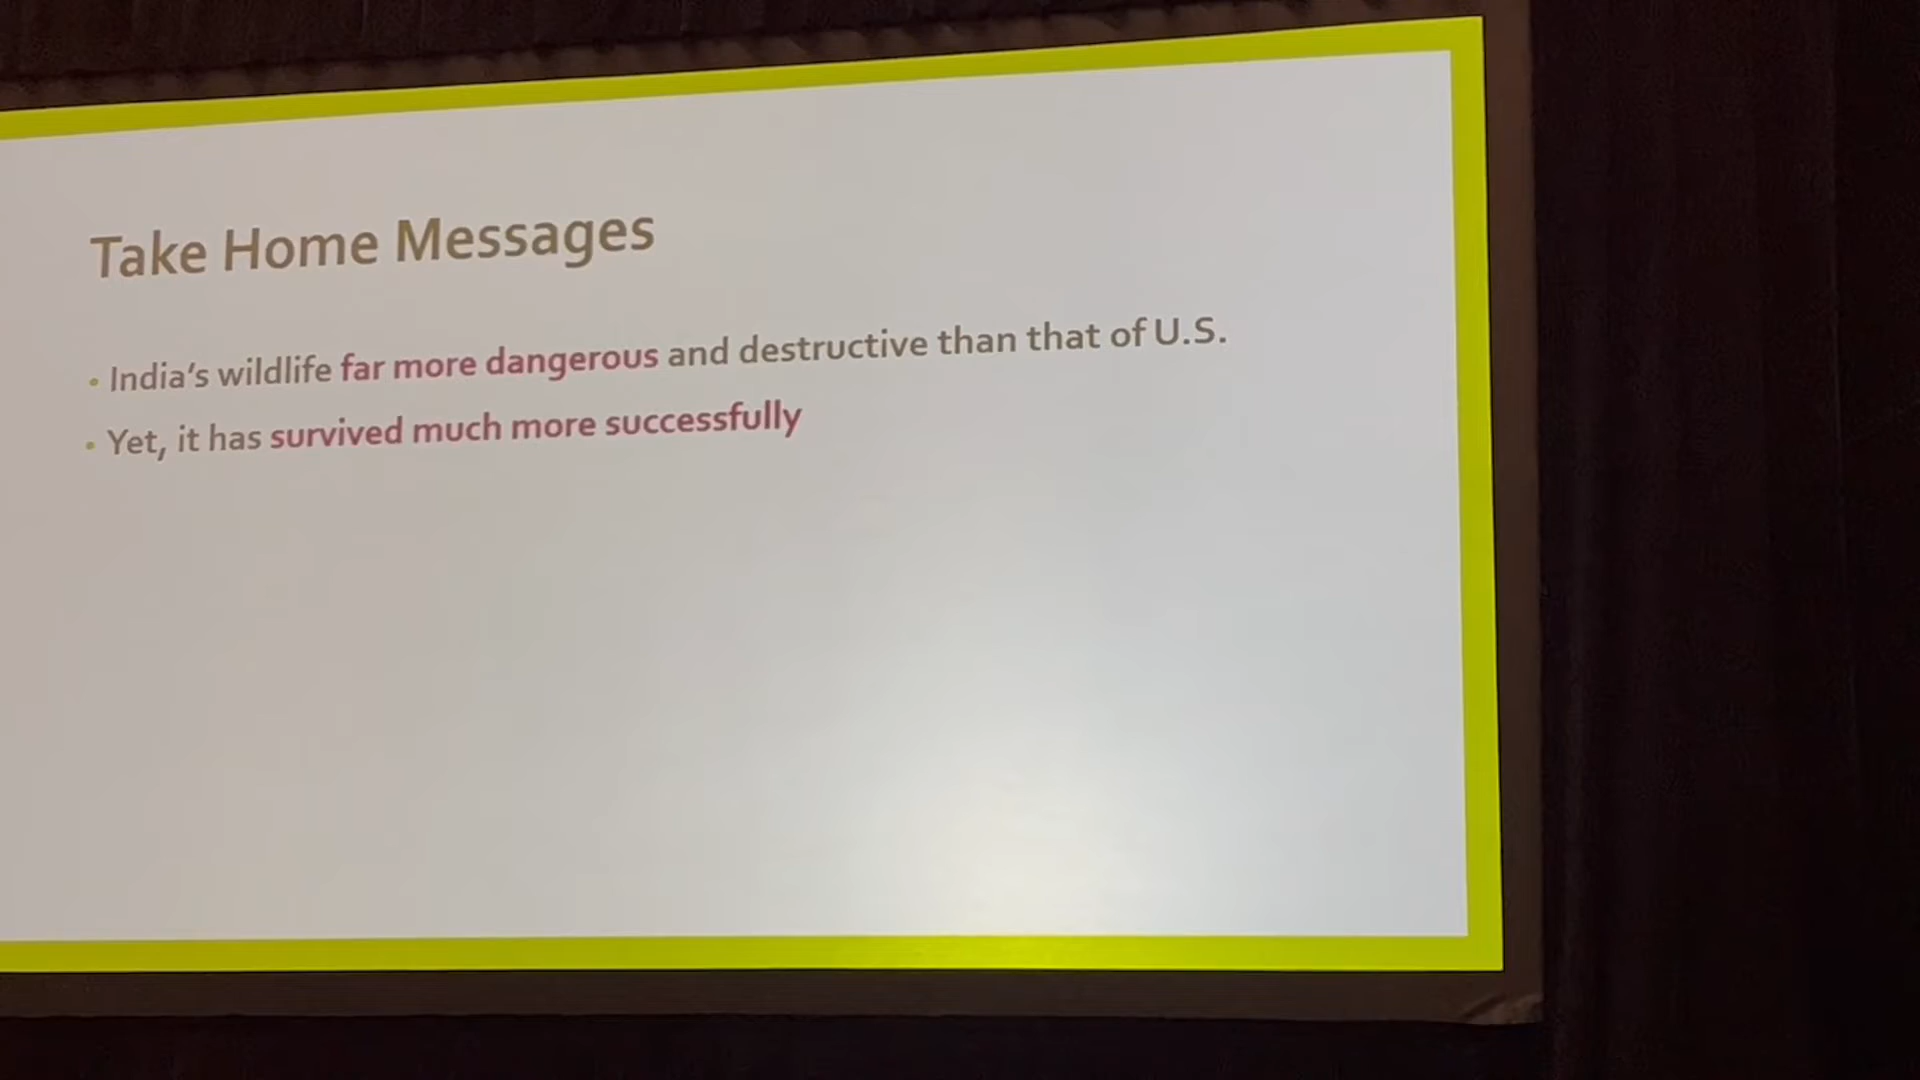 Take Home Messages
• India's wildlife far more dangerous and destructive than that of U.S.
• Yet, it has survived much more successfully